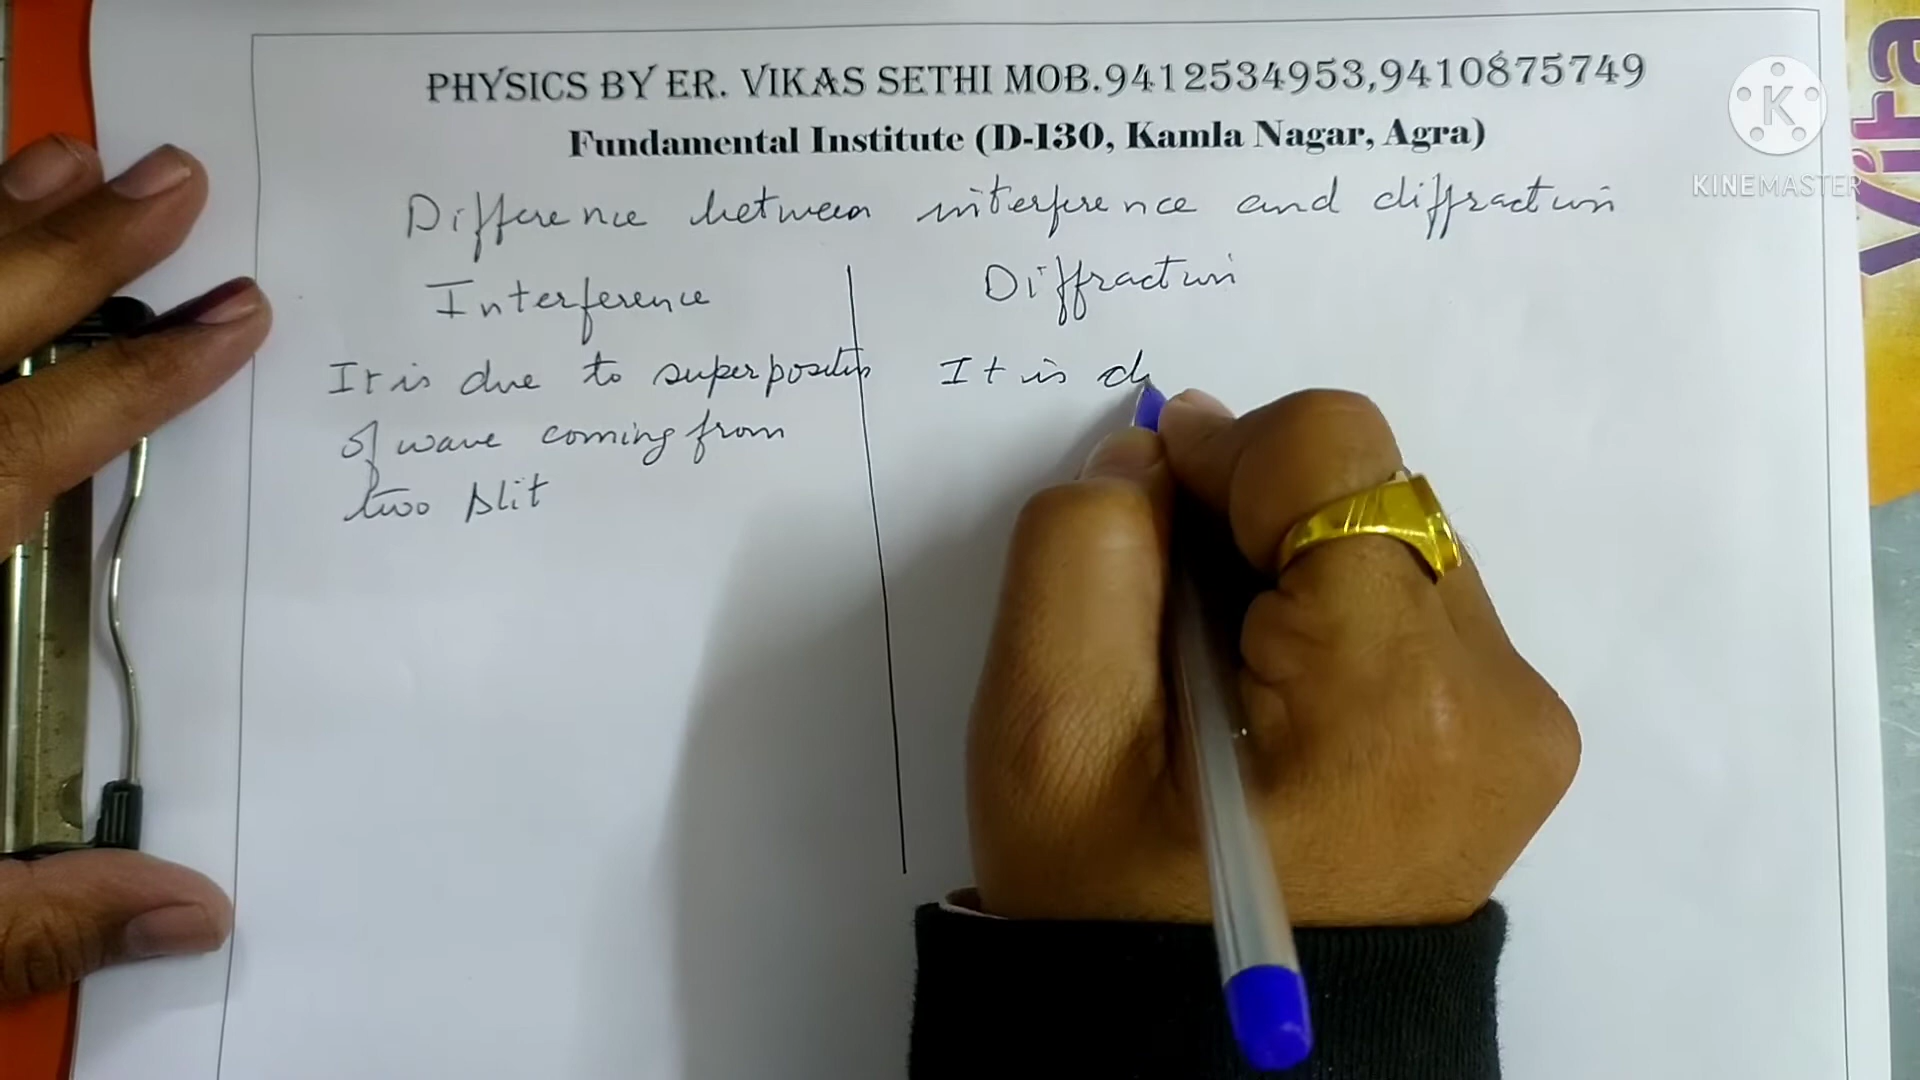 PHYSICS BY ER. VIKAS SETHI MOB.9412534953,9410875749
Fundamental Institute (D-130, Kamla Nagar, Agra)
Difference between interference and diffraction
Interference
Diffraction
It is due to superposition
of wave coming from
two slit
It is d
KINEMASTER
Vita